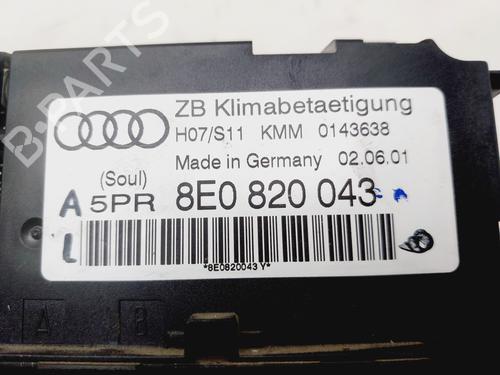 B-PARTS
ZB Klimabetaetigung
H07/S11 KMM 0143638
Made in Germany 02.06.01
(Soul)
A 5PR 8E0 820 043
L
*8E0820043 Y*
A B